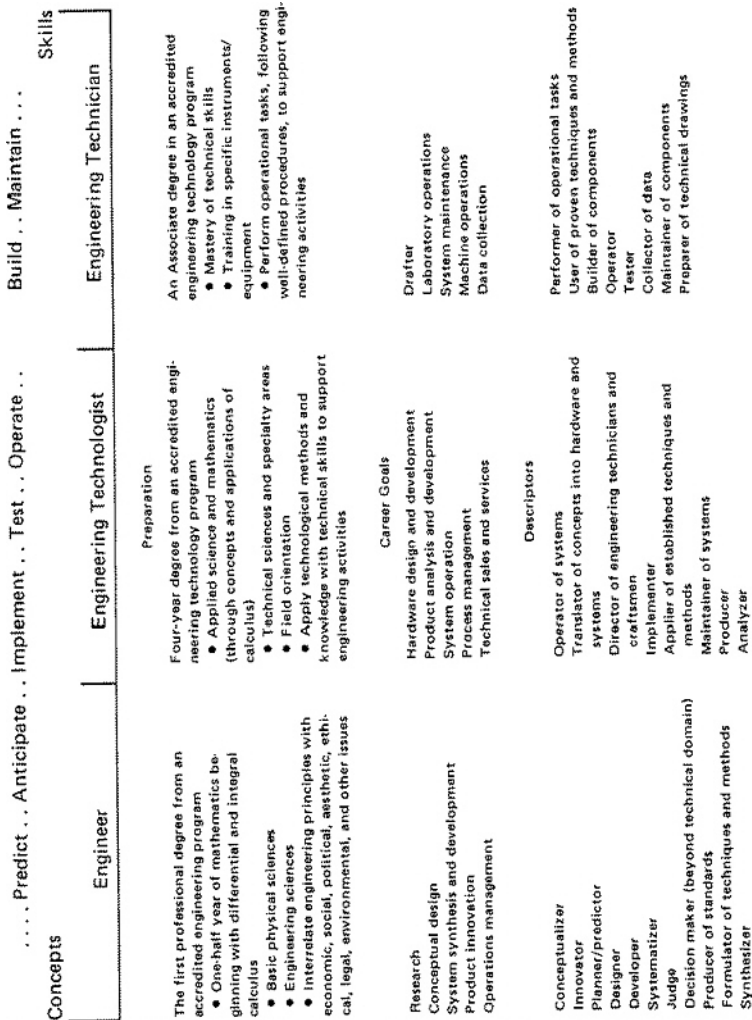 .... Predict .. Anticipate .. Implement .. Test .. Operate .. Build .. Maintain ...
Concepts
Skills
Engineer
Engineering Technologist
Engineering Technician
Preparation
The first professional degree from an
accredited engineering program
• One-half year of mathematics be-
ginning with differential and integral
calculus
• Basic physical sciences
• Engineering sciences
• Interrelate engineering principles with
economic, social, political, aesthetic, ethi-
cal, legal, environmental, and other issues
Four-year degree from an accredited engi-
neering technology program
• Applied science and mathematics
(through concepts and applications of
calculus)
• Technical sciences and specialty areas
• Field orientation
• Apply technological methods and
knowledge with technical skills to support
engineering activities
An Associate degree in an accredited
engineering technology program
• Mastery of technical skills
• Training in specific instruments/
equipment
• Perform operational tasks, following
well-defined procedures, to support engi-
neering activities
Career Goals
Research
Conceptual design
System synthesis and development
Product innovation
Operations management
Hardware design and development
Product analysis and development
System operation
Process management
Technical sales and services
Drafter
Laboratory operations
System maintenance
Machine operations
Data collection
Descriptors
Conceptualizer
Innovator
Planner/predictor
Designer
Developer
Systematizer
Judge
Decision maker (beyond technical domain)
Producer of standards
Formulator of techniques and methods
Synthesizer
Operator of systems
Translator of concepts into hardware and
systems
Director of engineering technicians and
craftsmen
Implementer
Applier of established techniques and
methods
Maintainer of systems
Producer
Analyzer
Performer of operational tasks
User of proven techniques and methods
Builder of components
Operator
Tester
Collector of data
Maintainer of components
Preparer of technical drawings